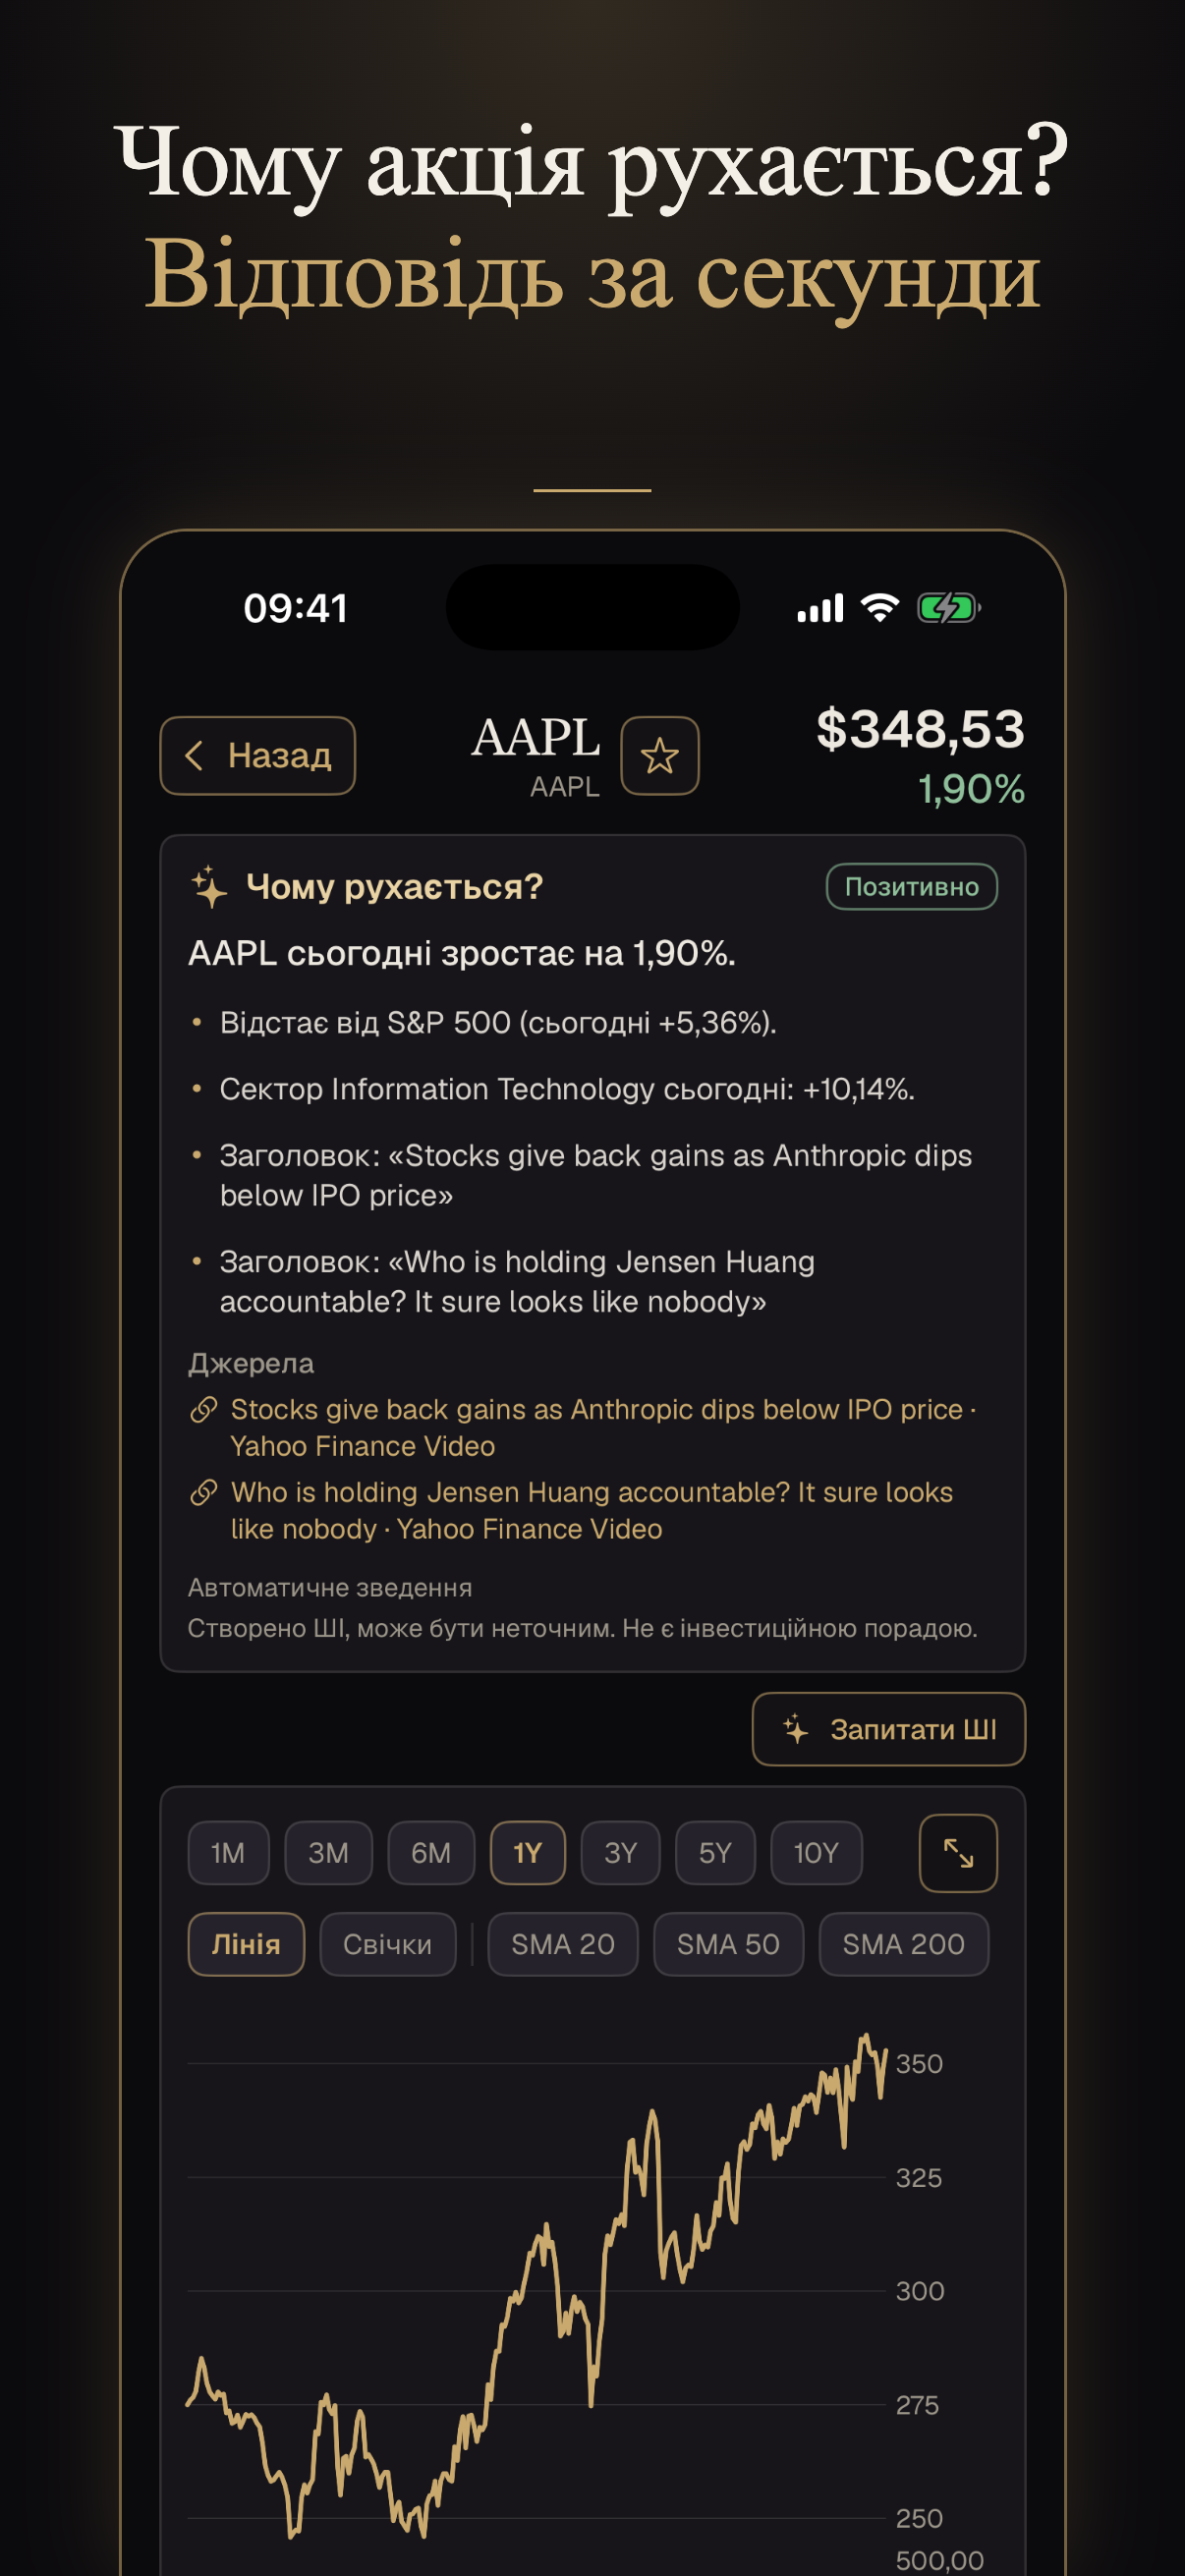 Чому акція рухається?
Відповідь за секунди
09:41
Назад
AAPL
AAPL
$348,53
1,90%
Чому рухається?
Позитивно
AAPL сьогодні зростає на 1,90%.
• Відстає від S&P 500 (сьогодні +5,36%).
• Сектор Information Technology сьогодні: +10,14%.
• Заголовок: «Stocks give back gains as Anthropic dips
below IPO price»
• Заголовок: «Who is holding Jensen Huang
accountable? It sure looks like nobody»
Джерела
Stocks give back gains as Anthropic dips below IPO price ·
Yahoo Finance Video
Who is holding Jensen Huang accountable? It sure looks
like nobody · Yahoo Finance Video
Автоматичне зведення
Створено ШІ, може бути неточним. Не є інвестиційною порадою.
Запитати ШІ
1M 3M 6M 1Y 3Y 5Y 10Y
Лінія Свічки SMA 20 SMA 50 SMA 200
350
325
300
275
250
500,00